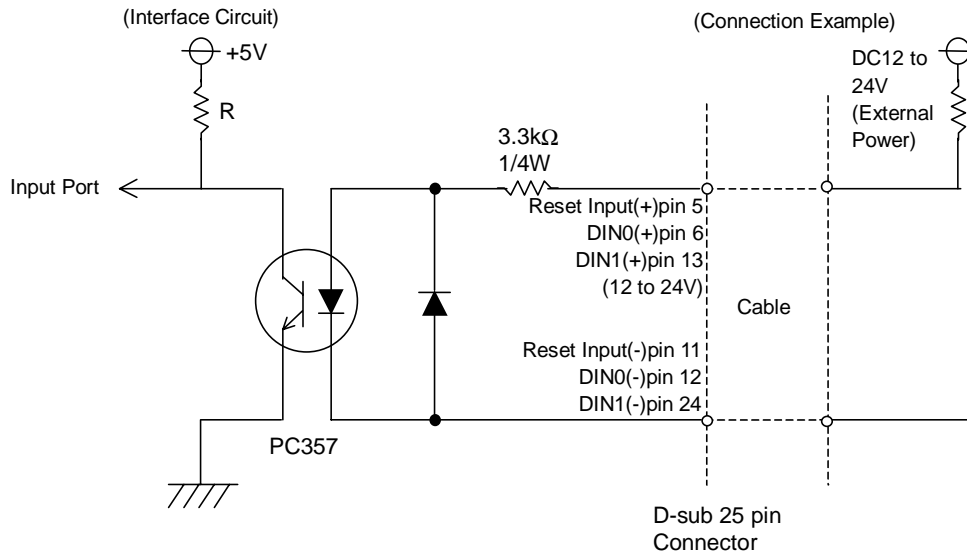 (Interface Circuit)
(Connection Example)
+5V
R
DC12 to
24V
(External
Power)
3.3kΩ
1/4W
Input Port
Reset Input(+)pin 5
DIN0(+)pin 6
DIN1(+)pin 13
(12 to 24V)
Cable
Reset Input(-)pin 11
DIN0(-)pin 12
DIN1(-)pin 24
PC357
D-sub 25 pin
Connector